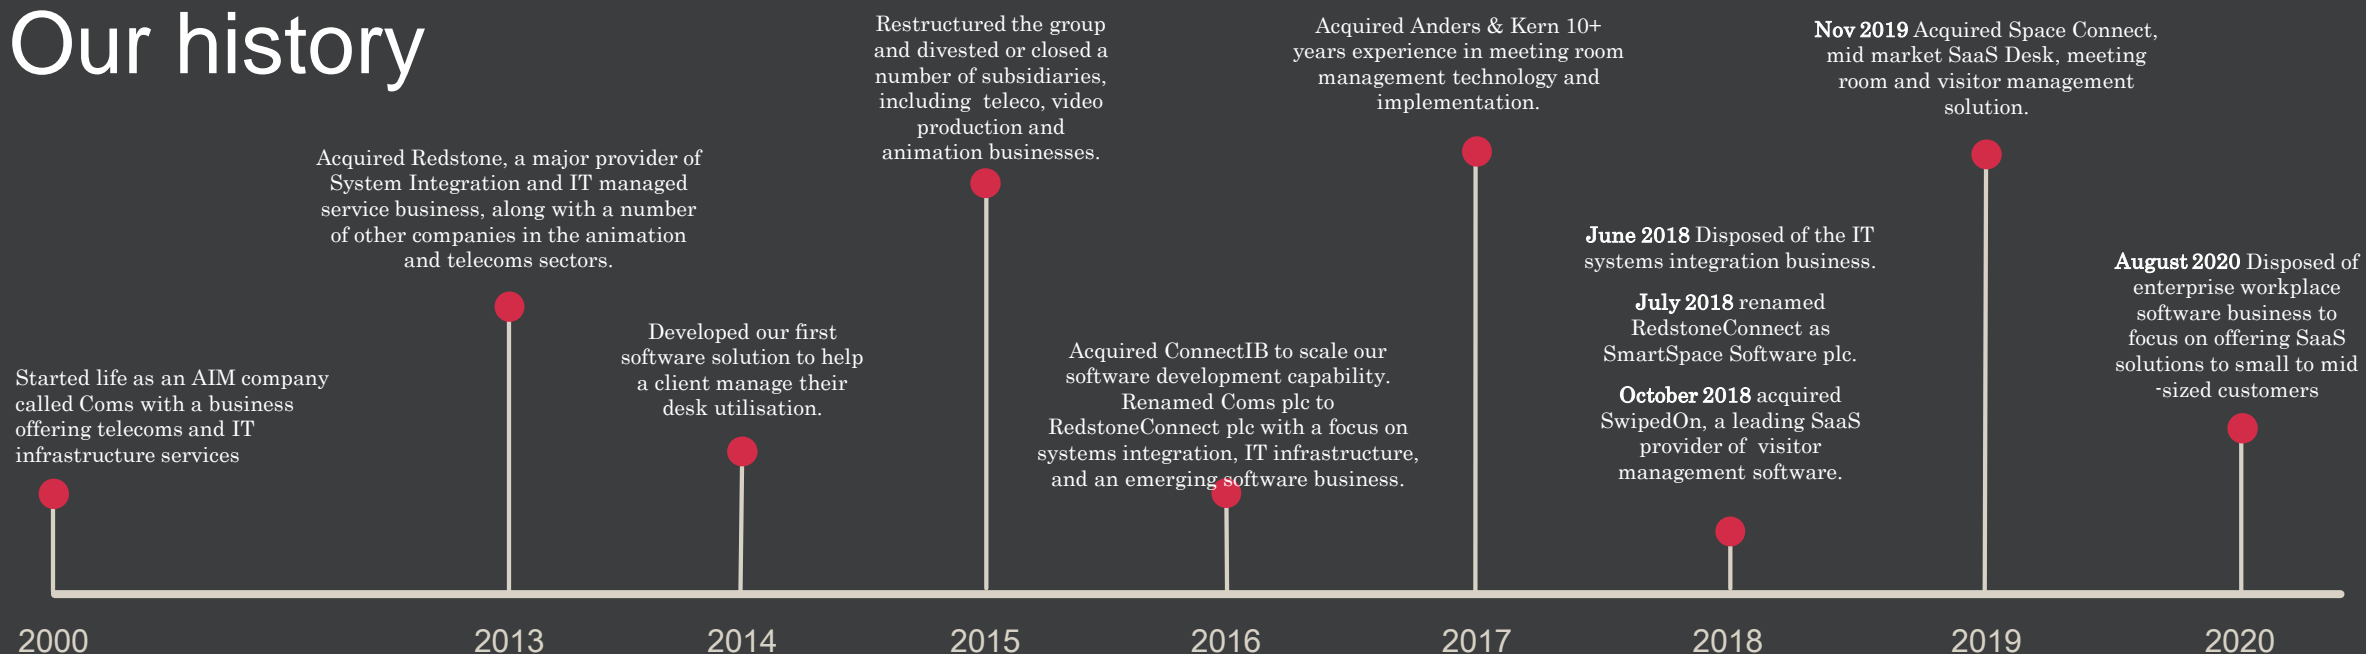 Our history
Started life as an AIM company
called Coms with a business
offering telecoms and IT
infrastructure services
Acquired Redstone, a major provider of
System Integration and IT managed
service business, along with a number
of other companies in the animation
and telecoms sectors.
Developed our first
software solution to help
a client manage their
desk utilisation.
Restructured the group
and divested or closed a
number of subsidiaries,
including  teleco, video
production and
animation businesses.
Acquired ConnectIB to scale our
software development capability.
Renamed Coms plc to
RedstoneConnect plc with a focus on
systems integration, IT infrastructure,
and an emerging software business.
Acquired Anders & Kern 10+
years experience in meeting room
management technology and
implementation.
June 2018 Disposed of the IT
systems integration business.
July 2018 renamed
RedstoneConnect as
SmartSpace Software plc.
October 2018 acquired
SwipedOn, a leading SaaS
provider of  visitor
management software.
Nov 2019 Acquired Space Connect,
mid market SaaS Desk, meeting
room and visitor management
solution.
August 2020 Disposed of
enterprise workplace
software business to
focus on offering SaaS
solutions to small to mid
-sized customers
2000
2013
2014
2015
2016
2017
2018
2019
2020